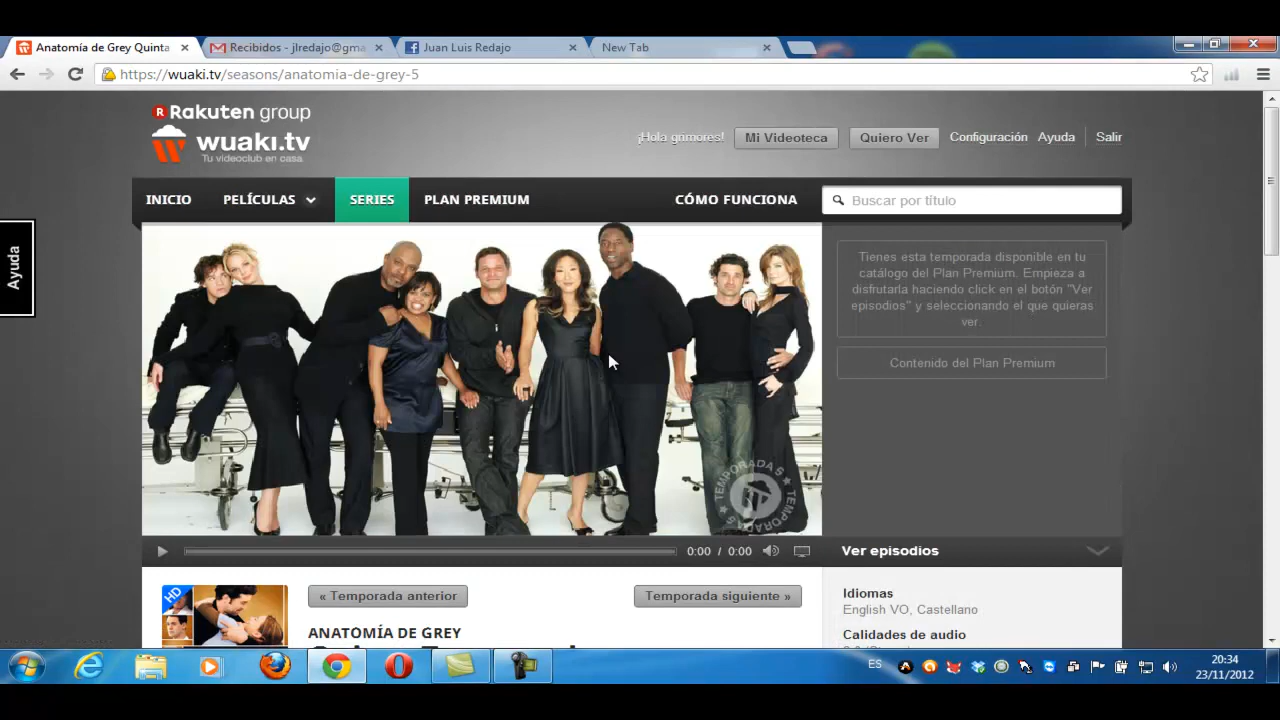 Anatomía de Grey Quinta
Recibidos - jlredajo@gma
Juan Luis Redajo
New Tab
https://wuaki.tv/seasons/anatomia-de-grey-5
R Rakuten group
wuaki.tv
Tu videoclub en casa.
¡Hola grimores!
Mi Videoteca
Quiero Ver
Configuración
Ayuda
Salir
INICIO
PELÍCULAS
SERIES
PLAN PREMIUM
CÓMO FUNCIONA
Buscar por título
Ayuda
Tienes esta temporada disponible en tu
catálogo del Plan Premium. Empieza a
disfrutarla haciendo click en el botón "Ver
episodios" y seleccionando el que quieras
ver.
Contenido del Plan Premium
TEMPORADA 5
TEMPORADA 5
0:00 / 0:00
Ver episodios
HD
« Temporada anterior
Temporada siguiente »
Idiomas
English VO, Castellano
ANATOMÍA DE GREY
Calidades de audio
ES
20:34
23/11/2012